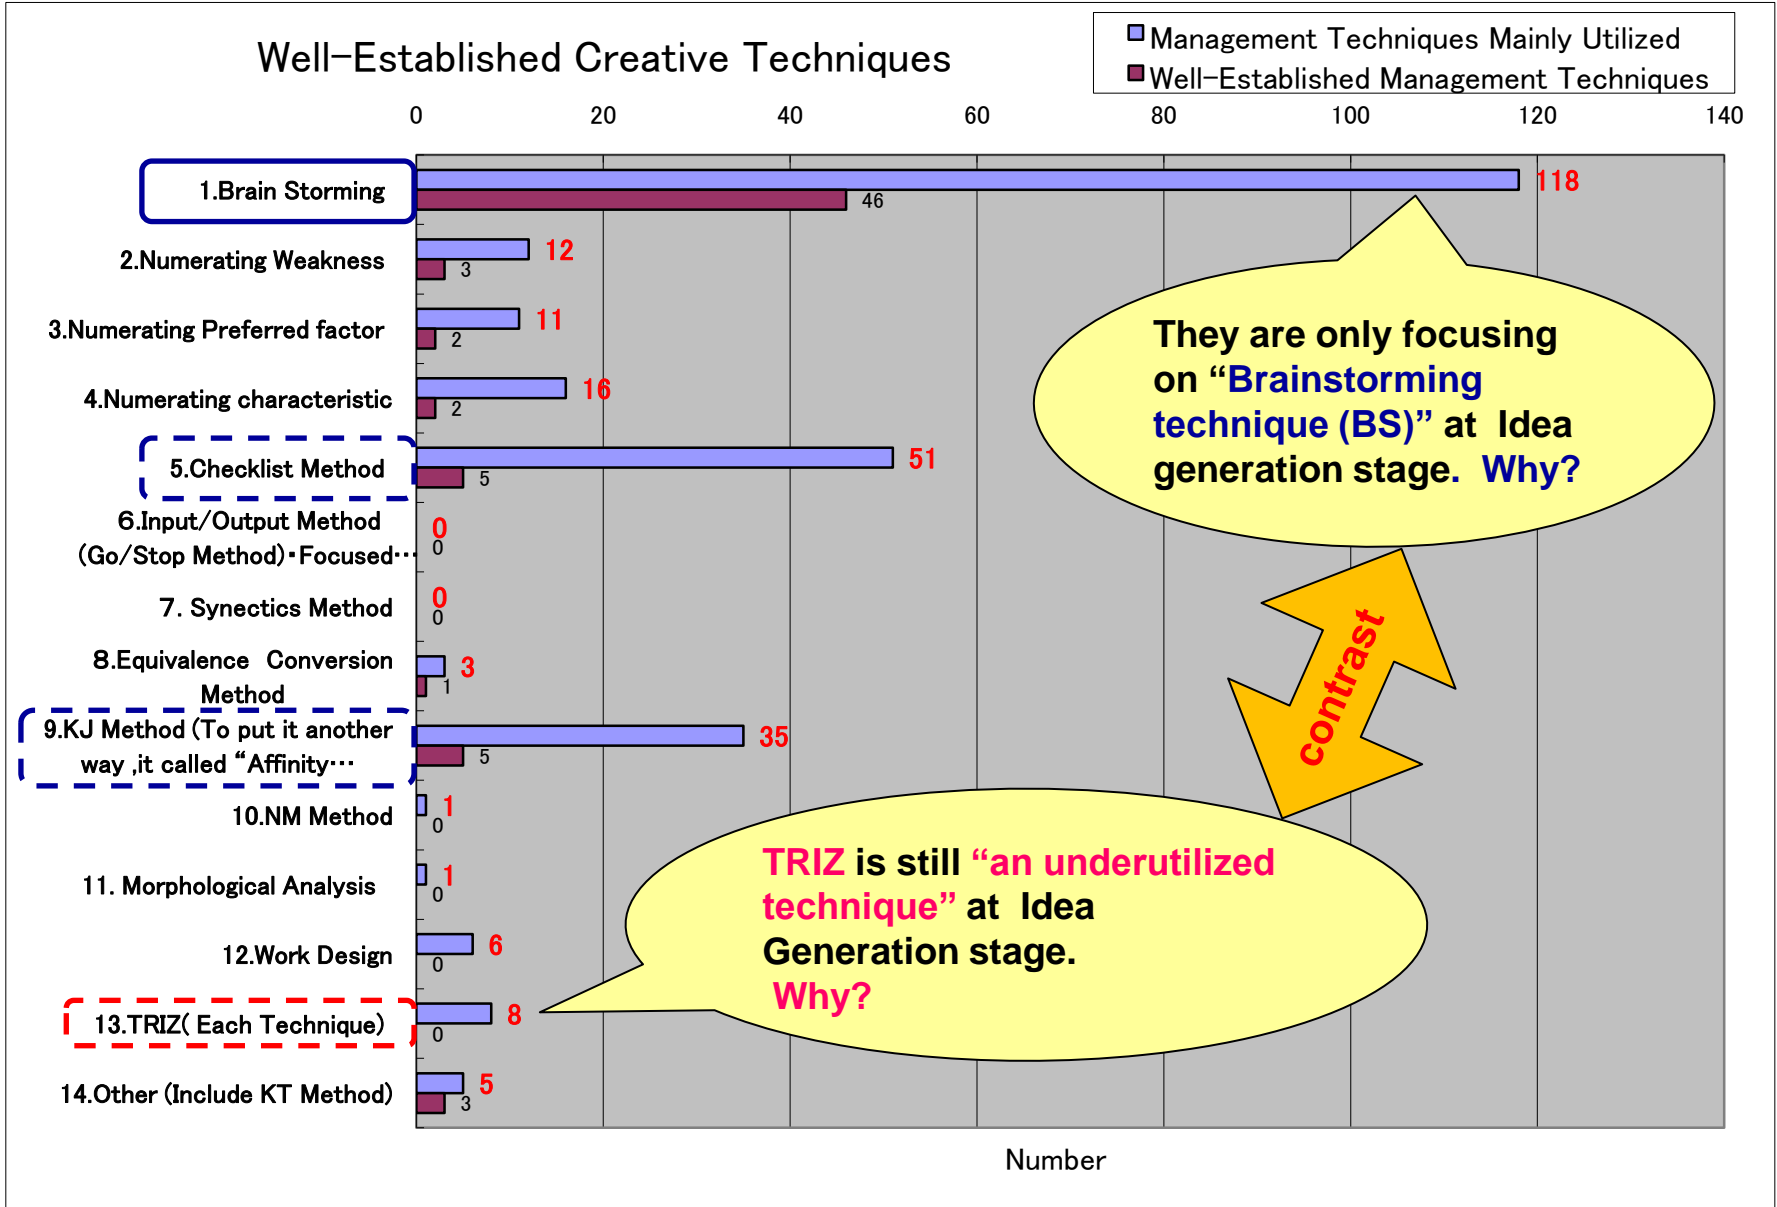 Well-Established Creative Techniques
Management Techniques Mainly Utilized
Well-Established Management Techniques
0 20 40 60 80 100 120 140
1.Brain Storming
118
46
2.Numerating Weakness
12
3
3.Numerating Preferred factor
11
2
4.Numerating characteristic
16
2
5.Checklist Method
51
5
6.Input/Output Method
(Go/Stop Method)・Focused…
0
0
7. Synectics Method
0
0
8.Equivalence Conversion
Method
3
1
9.KJ Method (To put it another
way ,it called “Affinity…
35
5
10.NM Method
1
0
11. Morphological Analysis
1
0
12.Work Design
6
0
13.TRIZ( Each Technique)
8
0
14.Other (Include KT Method)
5
3
They are only focusing
on “Brainstorming
technique (BS)” at Idea
generation stage. Why?
contrast
TRIZ is still “an underutilized
technique” at Idea
Generation stage.
Why?
Number